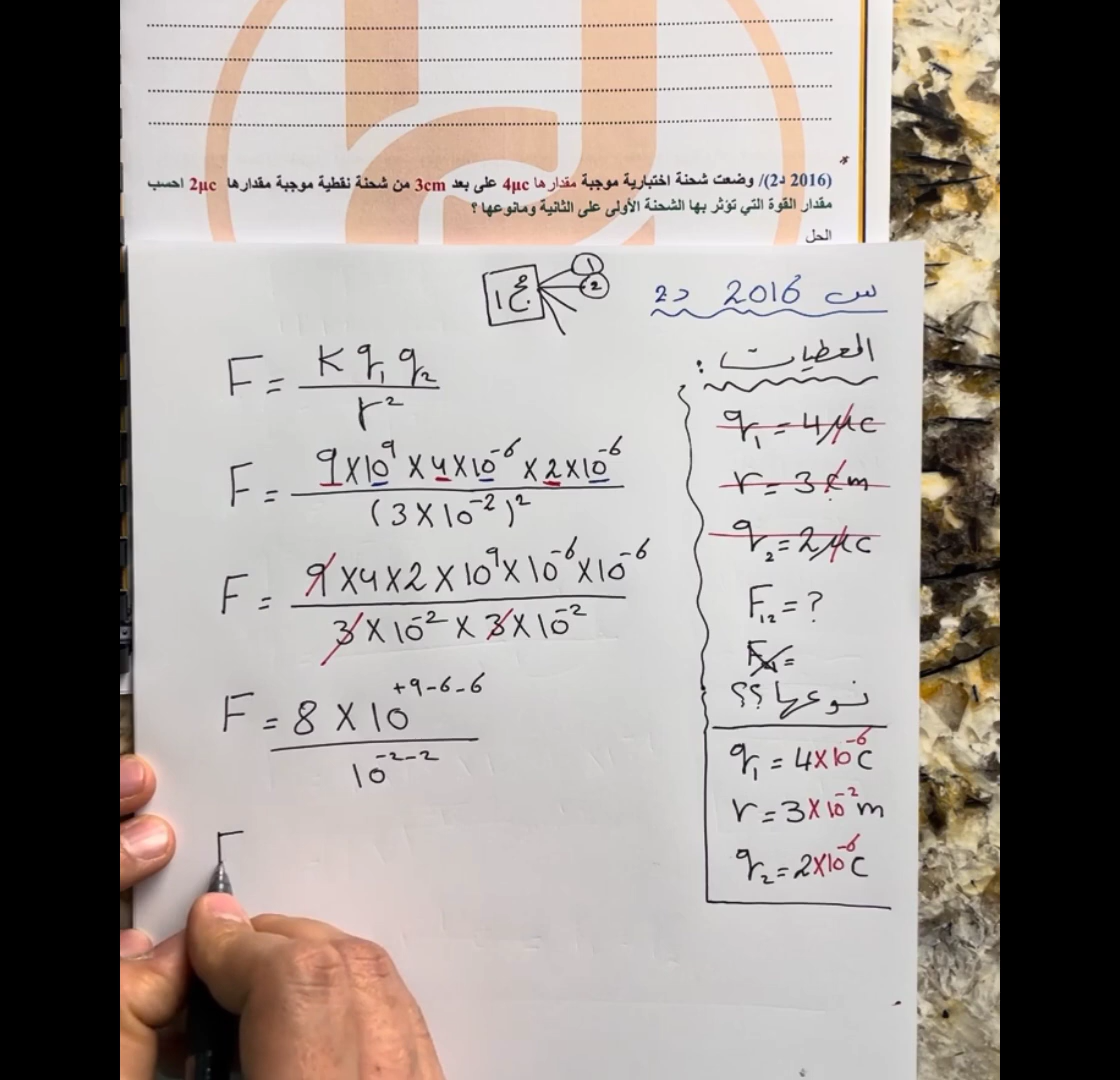 (2016 د2)/ وضعت شحنة اختبارية موجبة مقدارها 4μc على بعد 3cm من شحنة نقطية موجبة مقدارها 2μc احسب
مقدار القوة التي تؤثر بها الشحنة الأولى على الثانية ومانوعها ؟
الحل
س 2016 د2
1
2
المعطيات :
q₁ = 4μc
r = 3cm
q₂ = 2μc
F₁₂ = ?
نوعها ؟؟
q₁ = 4×10⁻⁶ C
r = 3×10⁻² m
q₂ = 2×10⁻⁶ C
F = K q₁ q₂ / r²
F = 9×10⁹ × 4×10⁻⁶ × 2×10⁻⁶ / (3×10⁻²)²
F = 9×4×2×10⁹×10⁻⁶×10⁻⁶ / 3×10⁻² × 3×10⁻²
F = 8×10⁺⁹⁻⁶⁻⁶ / 10⁻²⁻²